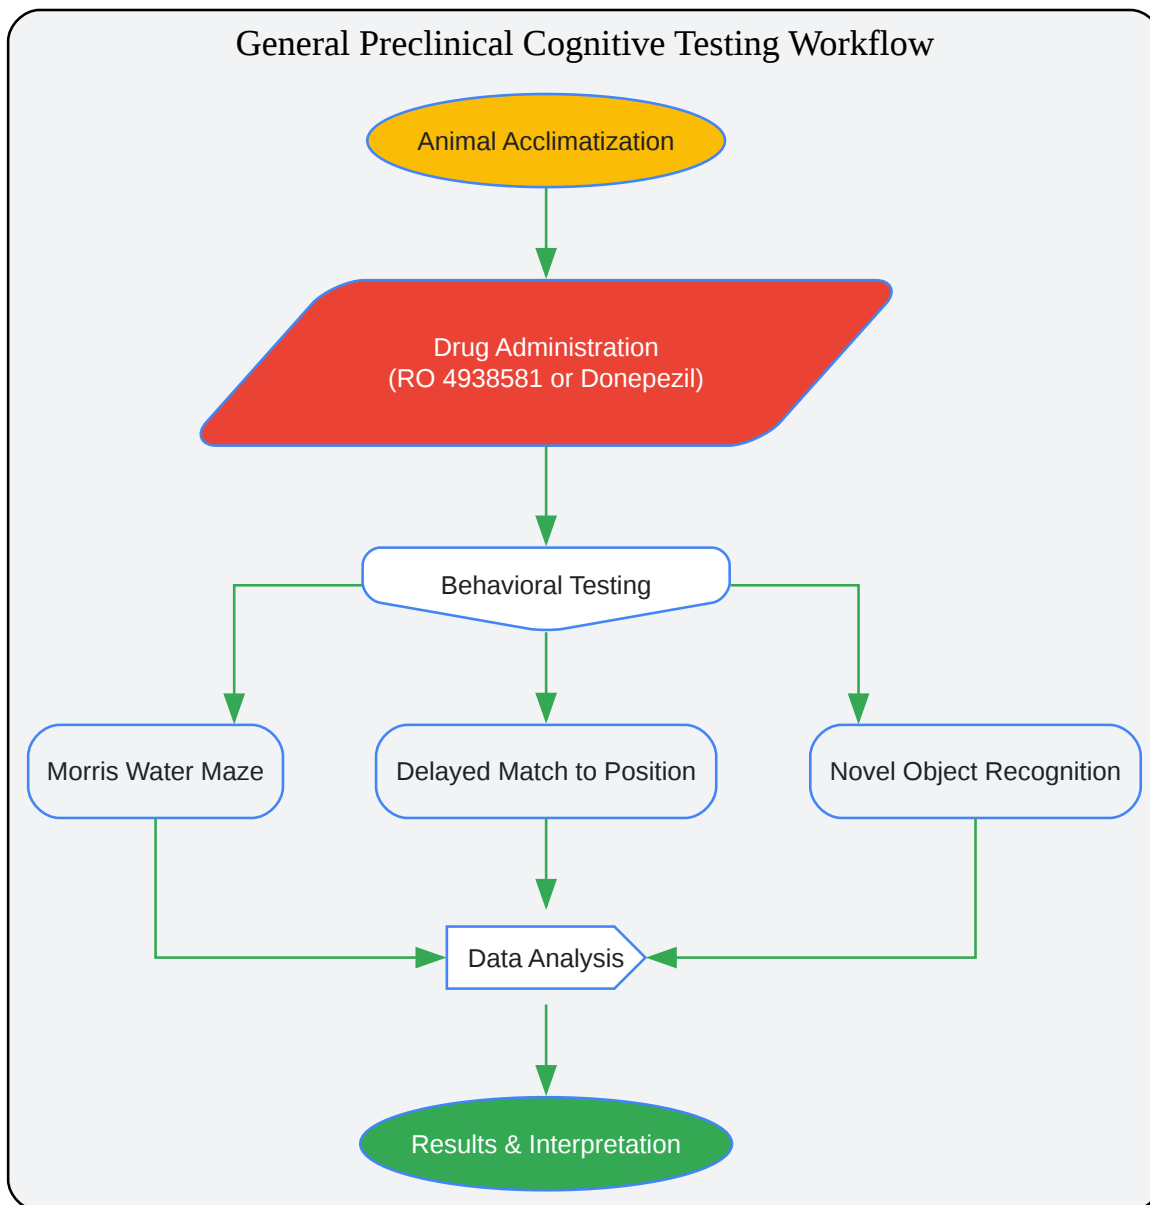 General Preclinical Cognitive Testing Workflow
Animal Acclimatization
Drug Administration
(RO 4938581 or Donepezil)
Behavioral Testing
Morris Water Maze
Delayed Match to Position
Novel Object Recognition
Data Analysis
Results & Interpretation